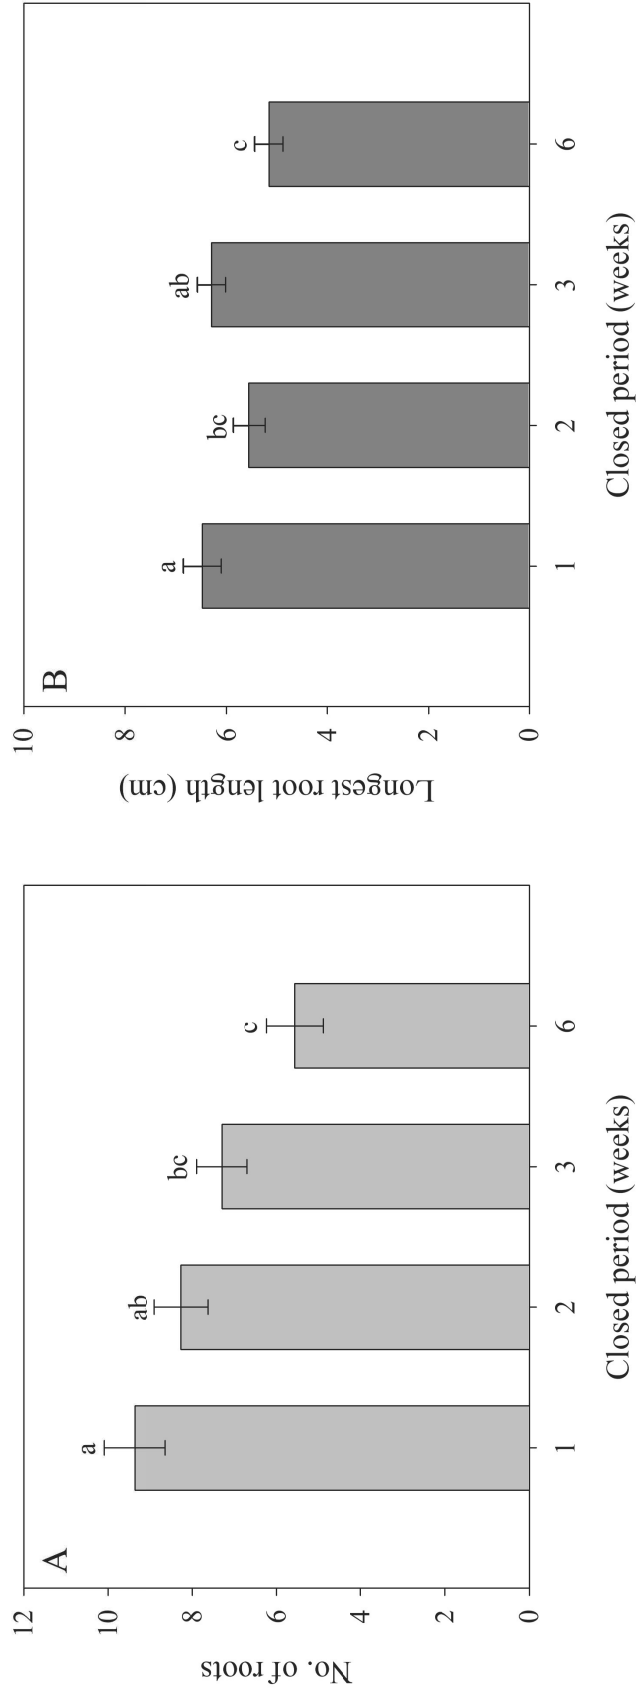 A
No. of roots
12
10
8
6
4
2
0
a
ab
bc
c
1
2
3
6
Closed period (weeks)
B
Longest root length (cm)
10
8
6
4
2
0
a
bc
ab
c
1
2
3
6
Closed period (weeks)